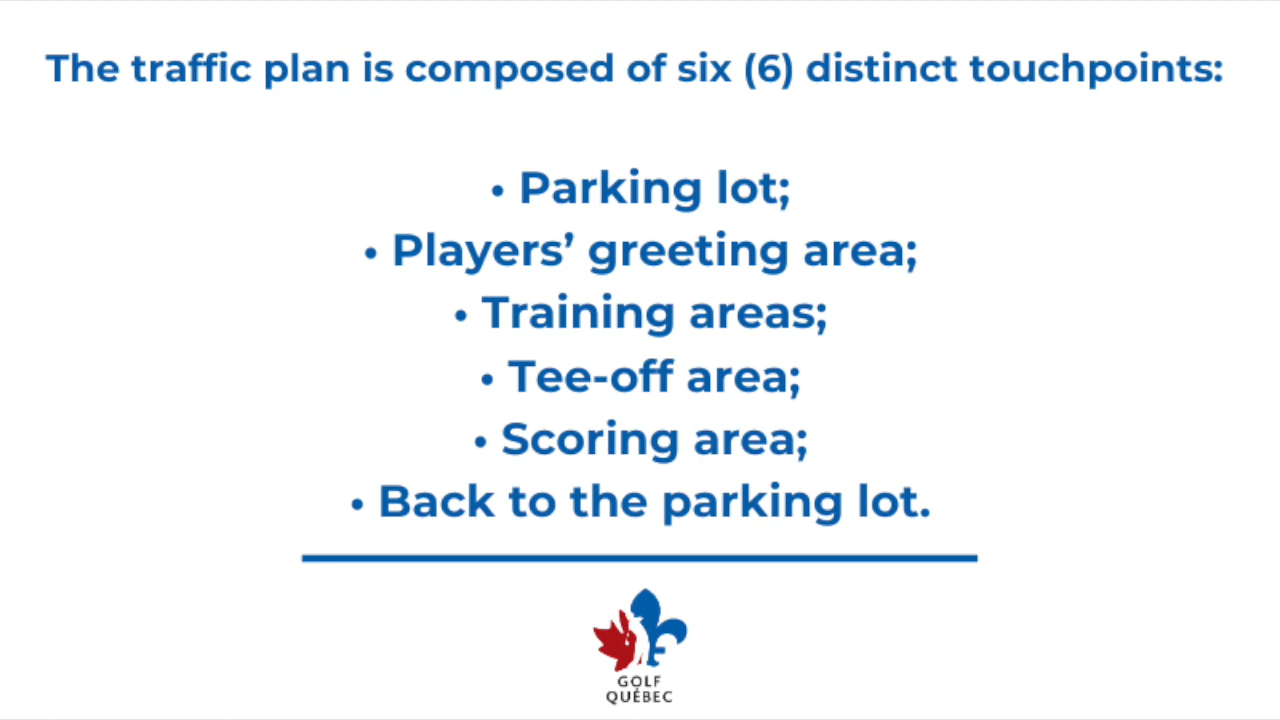 The traffic plan is composed of six (6) distinct touchpoints:
• Parking lot;
• Players’ greeting area;
• Training areas;
• Tee-off area;
• Scoring area;
• Back to the parking lot.
GOLF
QUÉBEC